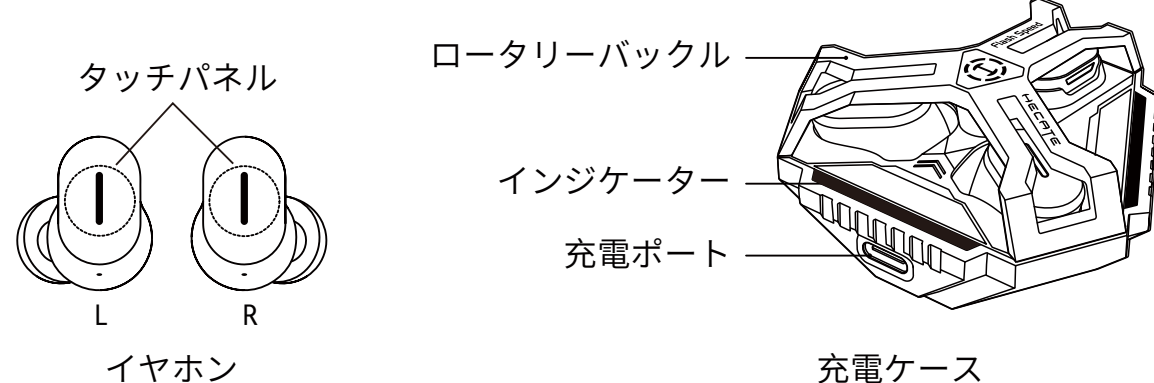 タッチパネル
L
R
イヤホン
ロータリーバックル
インジケーター
充電ポート
Flash Speed
HECATE
充電ケース